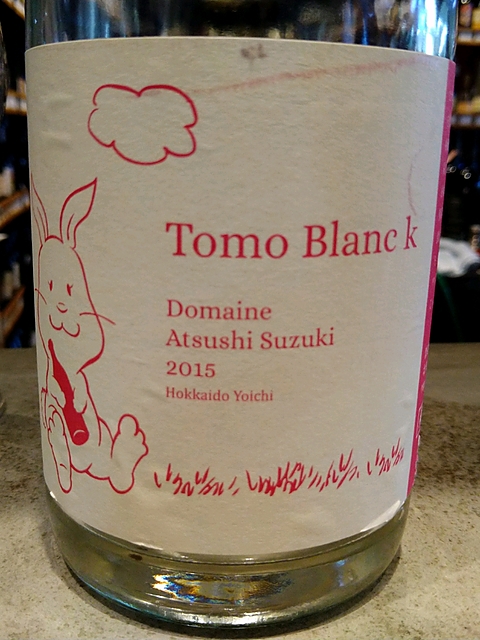 Tomo Blanc k
Domaine
Atsushi Suzuki
2015
Hokkaido Yoichi